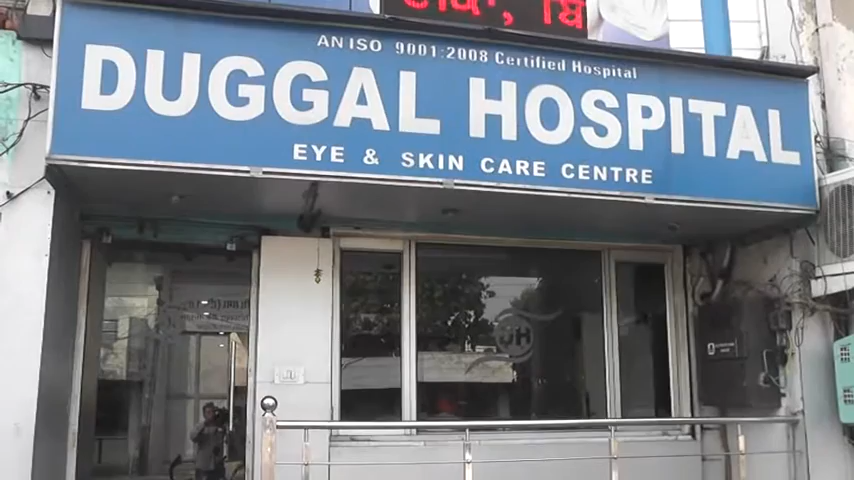 AN ISO 9001:2008 Certified Hospital
DUGGAL HOSPITAL
EYE & SKIN CARE CENTRE